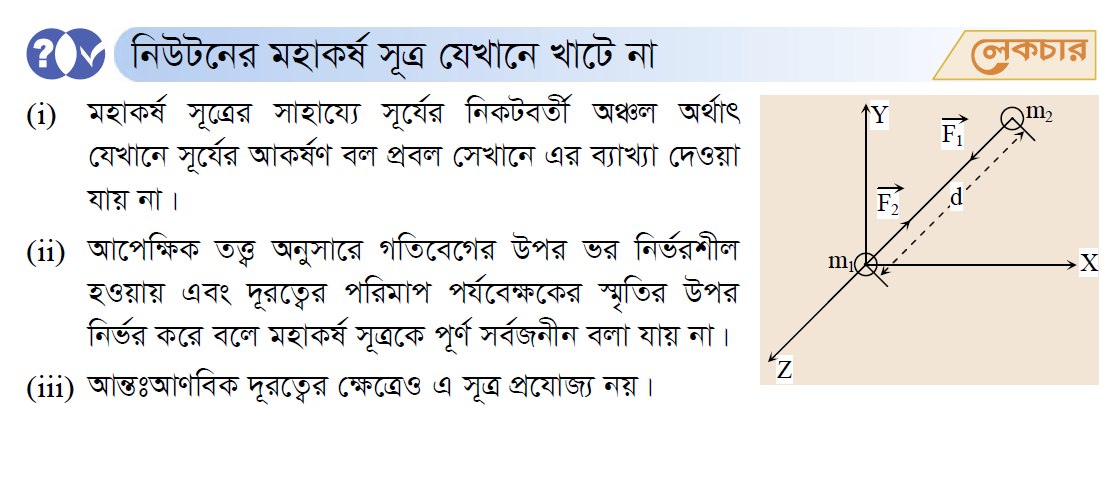 ?
নিউটনের মহাকর্ষ সূত্র যেখানে খাটে না
লেকচার
(i) মহাকর্ষ সূত্রের সাহায্যে সূর্যের নিকটবর্তী অঞ্চল অর্থাৎ
যেখানে সূর্যের আকর্ষণ বল প্রবল সেখানে এর ব্যাখ্যা দেওয়া
যায় না।
(ii) আপেক্ষিক তত্ত্ব অনুসারে গতিবেগের উপর ভর নির্ভরশীল
হওয়ায় এবং দূরত্বের পরিমাপ পর্যবেক্ষকের স্মৃতির উপর
নির্ভর করে বলে মহাকর্ষ সূত্রকে পূর্ণ সর্বজনীন বলা যায় না।
(iii) আন্তঃআণবিক দূরত্বের ক্ষেত্রেও এ সূত্র প্রযোজ্য নয়।
Y
m₂
F₁
F₂
d
m₁
X
Z